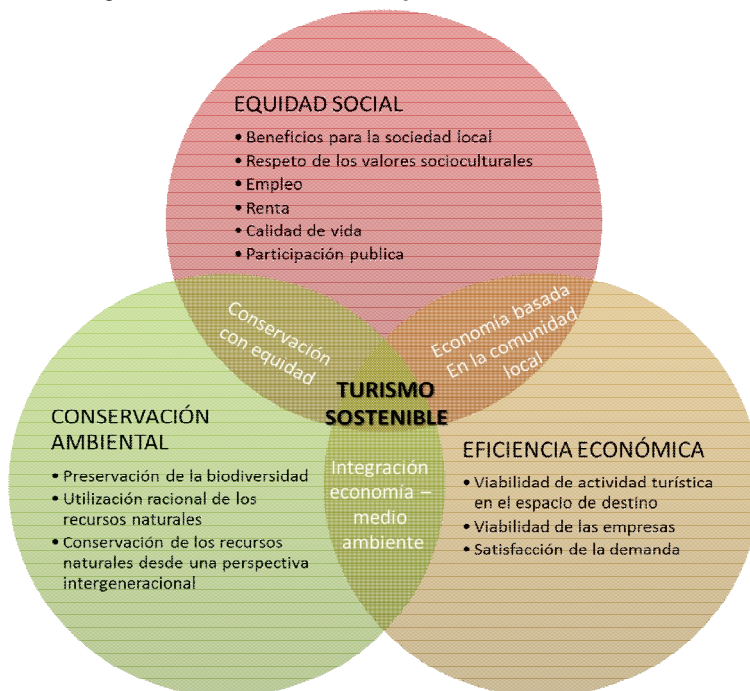 EQUIDAD SOCIAL
• Beneficios para la sociedad local
• Respeto de los valores socioculturales
• Empleo
• Renta
• Calidad de vida
• Participación publica
Conservación
con equidad
Economía basada
En la comunidad
local
TURISMO
SOSTENIBLE
CONSERVACIÓN
AMBIENTAL
• Preservación de la biodiversidad
• Utilización racional de los
recursos naturales
• Conservación de los recursos
naturales desde una perspectiva
intergeneracional
Integración
economía –
medio
ambiente
EFICIENCIA ECONÓMICA
• Viabilidad de actividad turística
en el espacio de destino
• Viabilidad de las empresas
• Satisfacción de la demanda